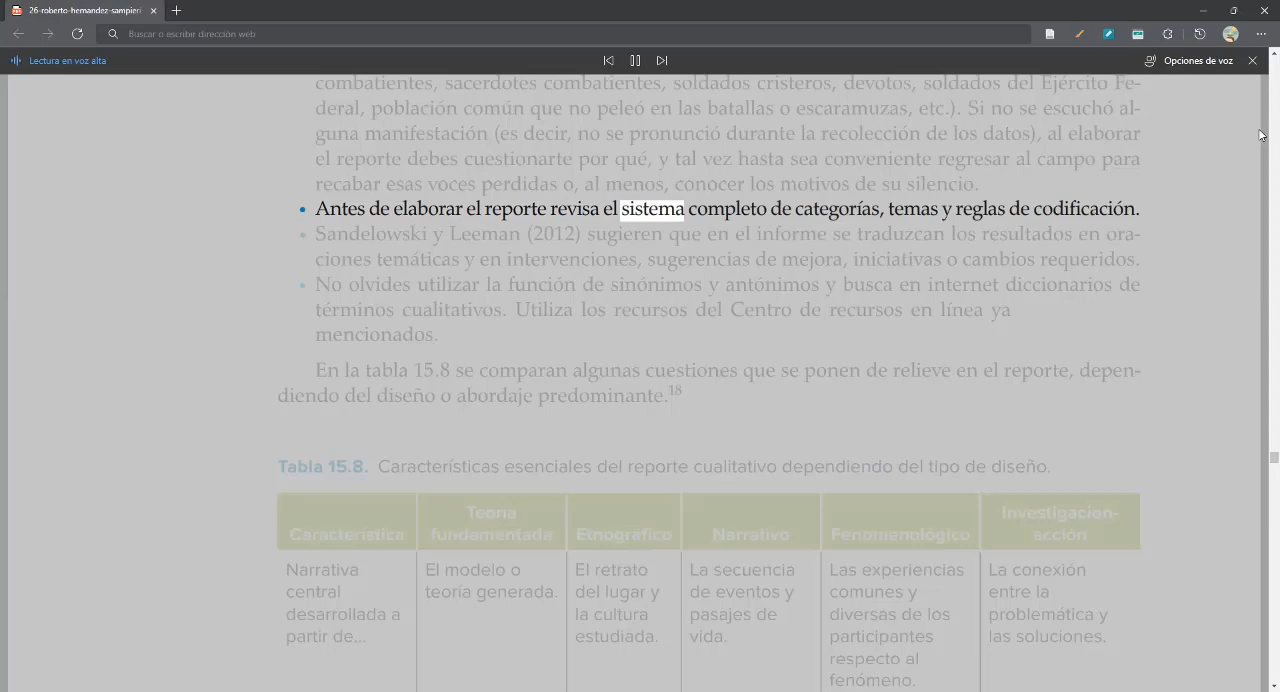 26-roberto-hernandez-sampieri
Buscar o escribir dirección web
Lectura en voz alta
Opciones de voz
combatientes, sacerdotes combatientes, soldados cristeros, devotos, soldados del Ejército Fe-
deral, población común que no peleó en las batallas o escaramuzas, etc.). Si no se escuchó al-
guna manifestación (es decir, no se pronunció durante la recolección de los datos), al elaborar
el reporte debes cuestionarte por qué, y tal vez hasta sea conveniente regresar al campo para
recabar esas voces perdidas o, al menos, conocer los motivos de su silencio.
• Antes de elaborar el reporte revisa el sistema completo de categorías, temas y reglas de codificación.
• Sandelowski y Leeman (2012) sugieren que en el informe se traduzcan los resultados en ora-
ciones temáticas y en intervenciones, sugerencias de mejora, iniciativas o cambios requeridos.
• No olvides utilizar la función de sinónimos y antónimos y busca en internet diccionarios de
términos cualitativos. Utiliza los recursos del Centro de recursos en línea ya
mencionados.
En la tabla 15.8 se comparan algunas cuestiones que se ponen de relieve en el reporte, depen-
diendo del diseño o abordaje predominante.18
Tabla 15.8. Características esenciales del reporte cualitativo dependiendo del tipo de diseño.
Característica
Teoría
fundamentada
Etnográfico
Narrativo
Fenomenológico
Investigación-
acción
Narrativa
central
desarrollada a
partir de...
El modelo o
teoría generada.
El retrato
del lugar y
la cultura
estudiada.
La secuencia
de eventos y
pasajes de
vida.
Las experiencias
comunes y
diversas de los
participantes
respecto al
fenómeno.
La conexión
entre la
problemática y
las soluciones.